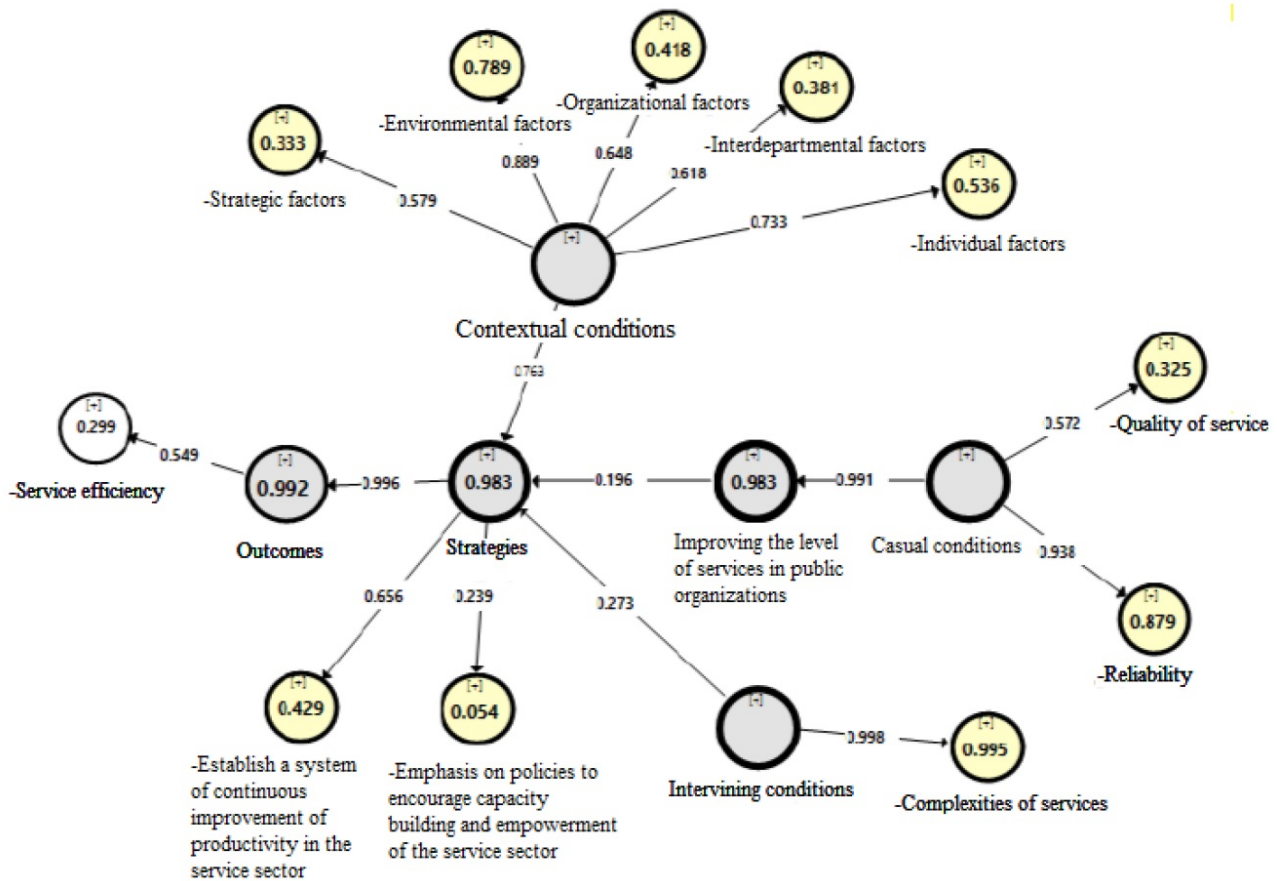 [+]
0.418
-Organizational factors
[+]
0.789
-Environmental factors
[+]
0.381
-Interdepartmental factors
[+]
0.333
-Strategic factors
[+]
0.536
-Individual factors
0.579
0.889
0.648
0.618
0.733
[+]
Contextual conditions
0.763
[+]
0.325
-Quality of service
[+]
0.299
-Service efficiency
0.549
[+]
0.992
Outcomes
0.996
[+]
0.983
Strategies
0.196
[+]
0.983
Improving the level
of services in public
organizations
0.991
[+]
Casual conditions
0.572
0.938
[+]
0.879
-Reliability
0.656
0.239
0.273
[+]
0.429
-Establish a system
of continuous
improvement of
productivity in the
service sector
[+]
0.054
-Emphasis on policies to
encourage capacity
building and empowerment
of the service sector
[+]
Intervining conditions
0.998
[+]
0.995
-Complexities of services